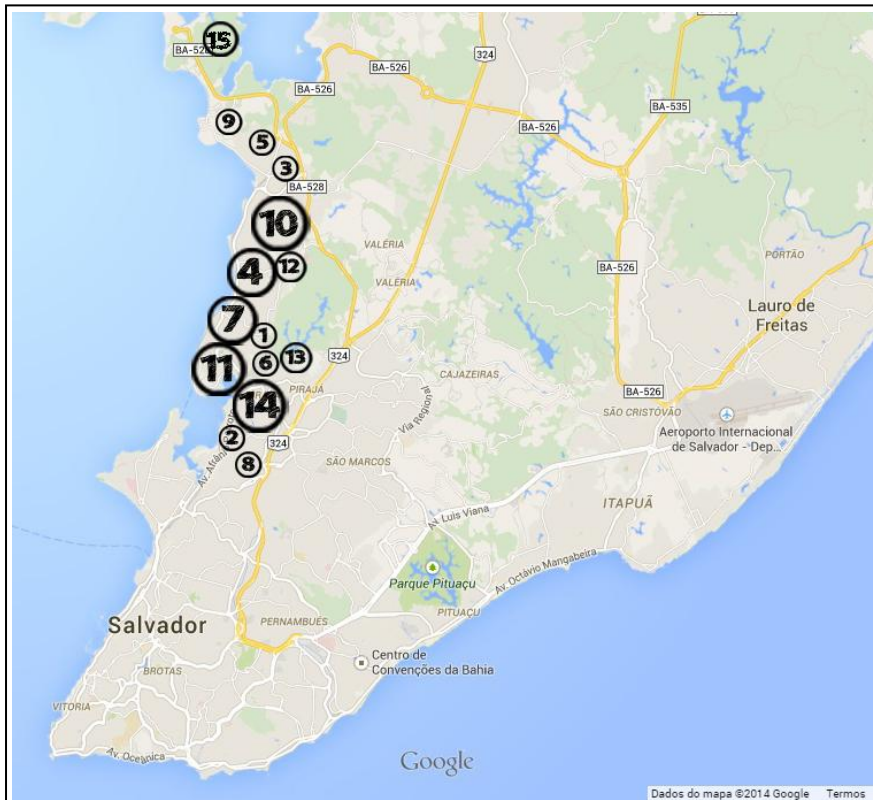 15
BA-528
324
BA-526
BA-526
BA-535
9
BA-526
5
3
BA-528
10
VALÉRIA
PORTÃO
4
12
BA-526
VALÉRIA
Lauro de
Freitas
7
1
13
324
11
6
CAJAZEIRAS
PIRAJÁ
BA-526
14
Via Regional
SÃO CRISTÓVÃO
Aeroporto Internacional
de Salvador - Dep...
2
324
8
SÃO MARCOS
ITAPUÃ
Av. Luís Viana
Av. Octávio Mangabeira
Parque Pituaçu
PITUAÇU
Salvador
PERNAMBUÉS
Centro de
Convenções da Bahia
BROTAS
VITORIA
Av. Oceânica
Google
Dados do mapa ©2014 Google Termos